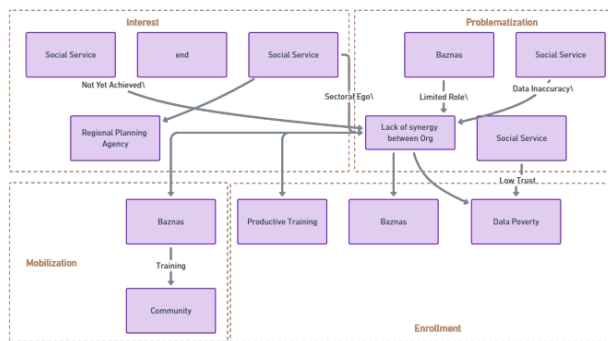 Interest
Problematization
Social Service
end
Social Service
Baznas
Social Service
Not Yet Achieved\
Sectoral Ego\
Limited Role\
Data Inaccuracy\
Regional Planning
Agency
Lack of synergy
between Org
Social Service
Low Trust
Baznas
Productive Training
Baznas
Data Poverty
Mobilization
Training
Community
Enrollment